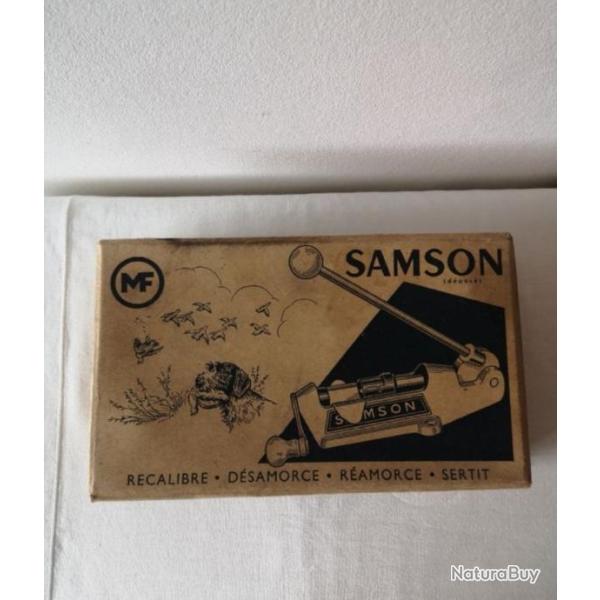 MF
SAMSON
(déposé)
SAMSON
RECALIBRE • DÉSAMORCE • RÉAMORCE • SERTIT
NaturaBuy